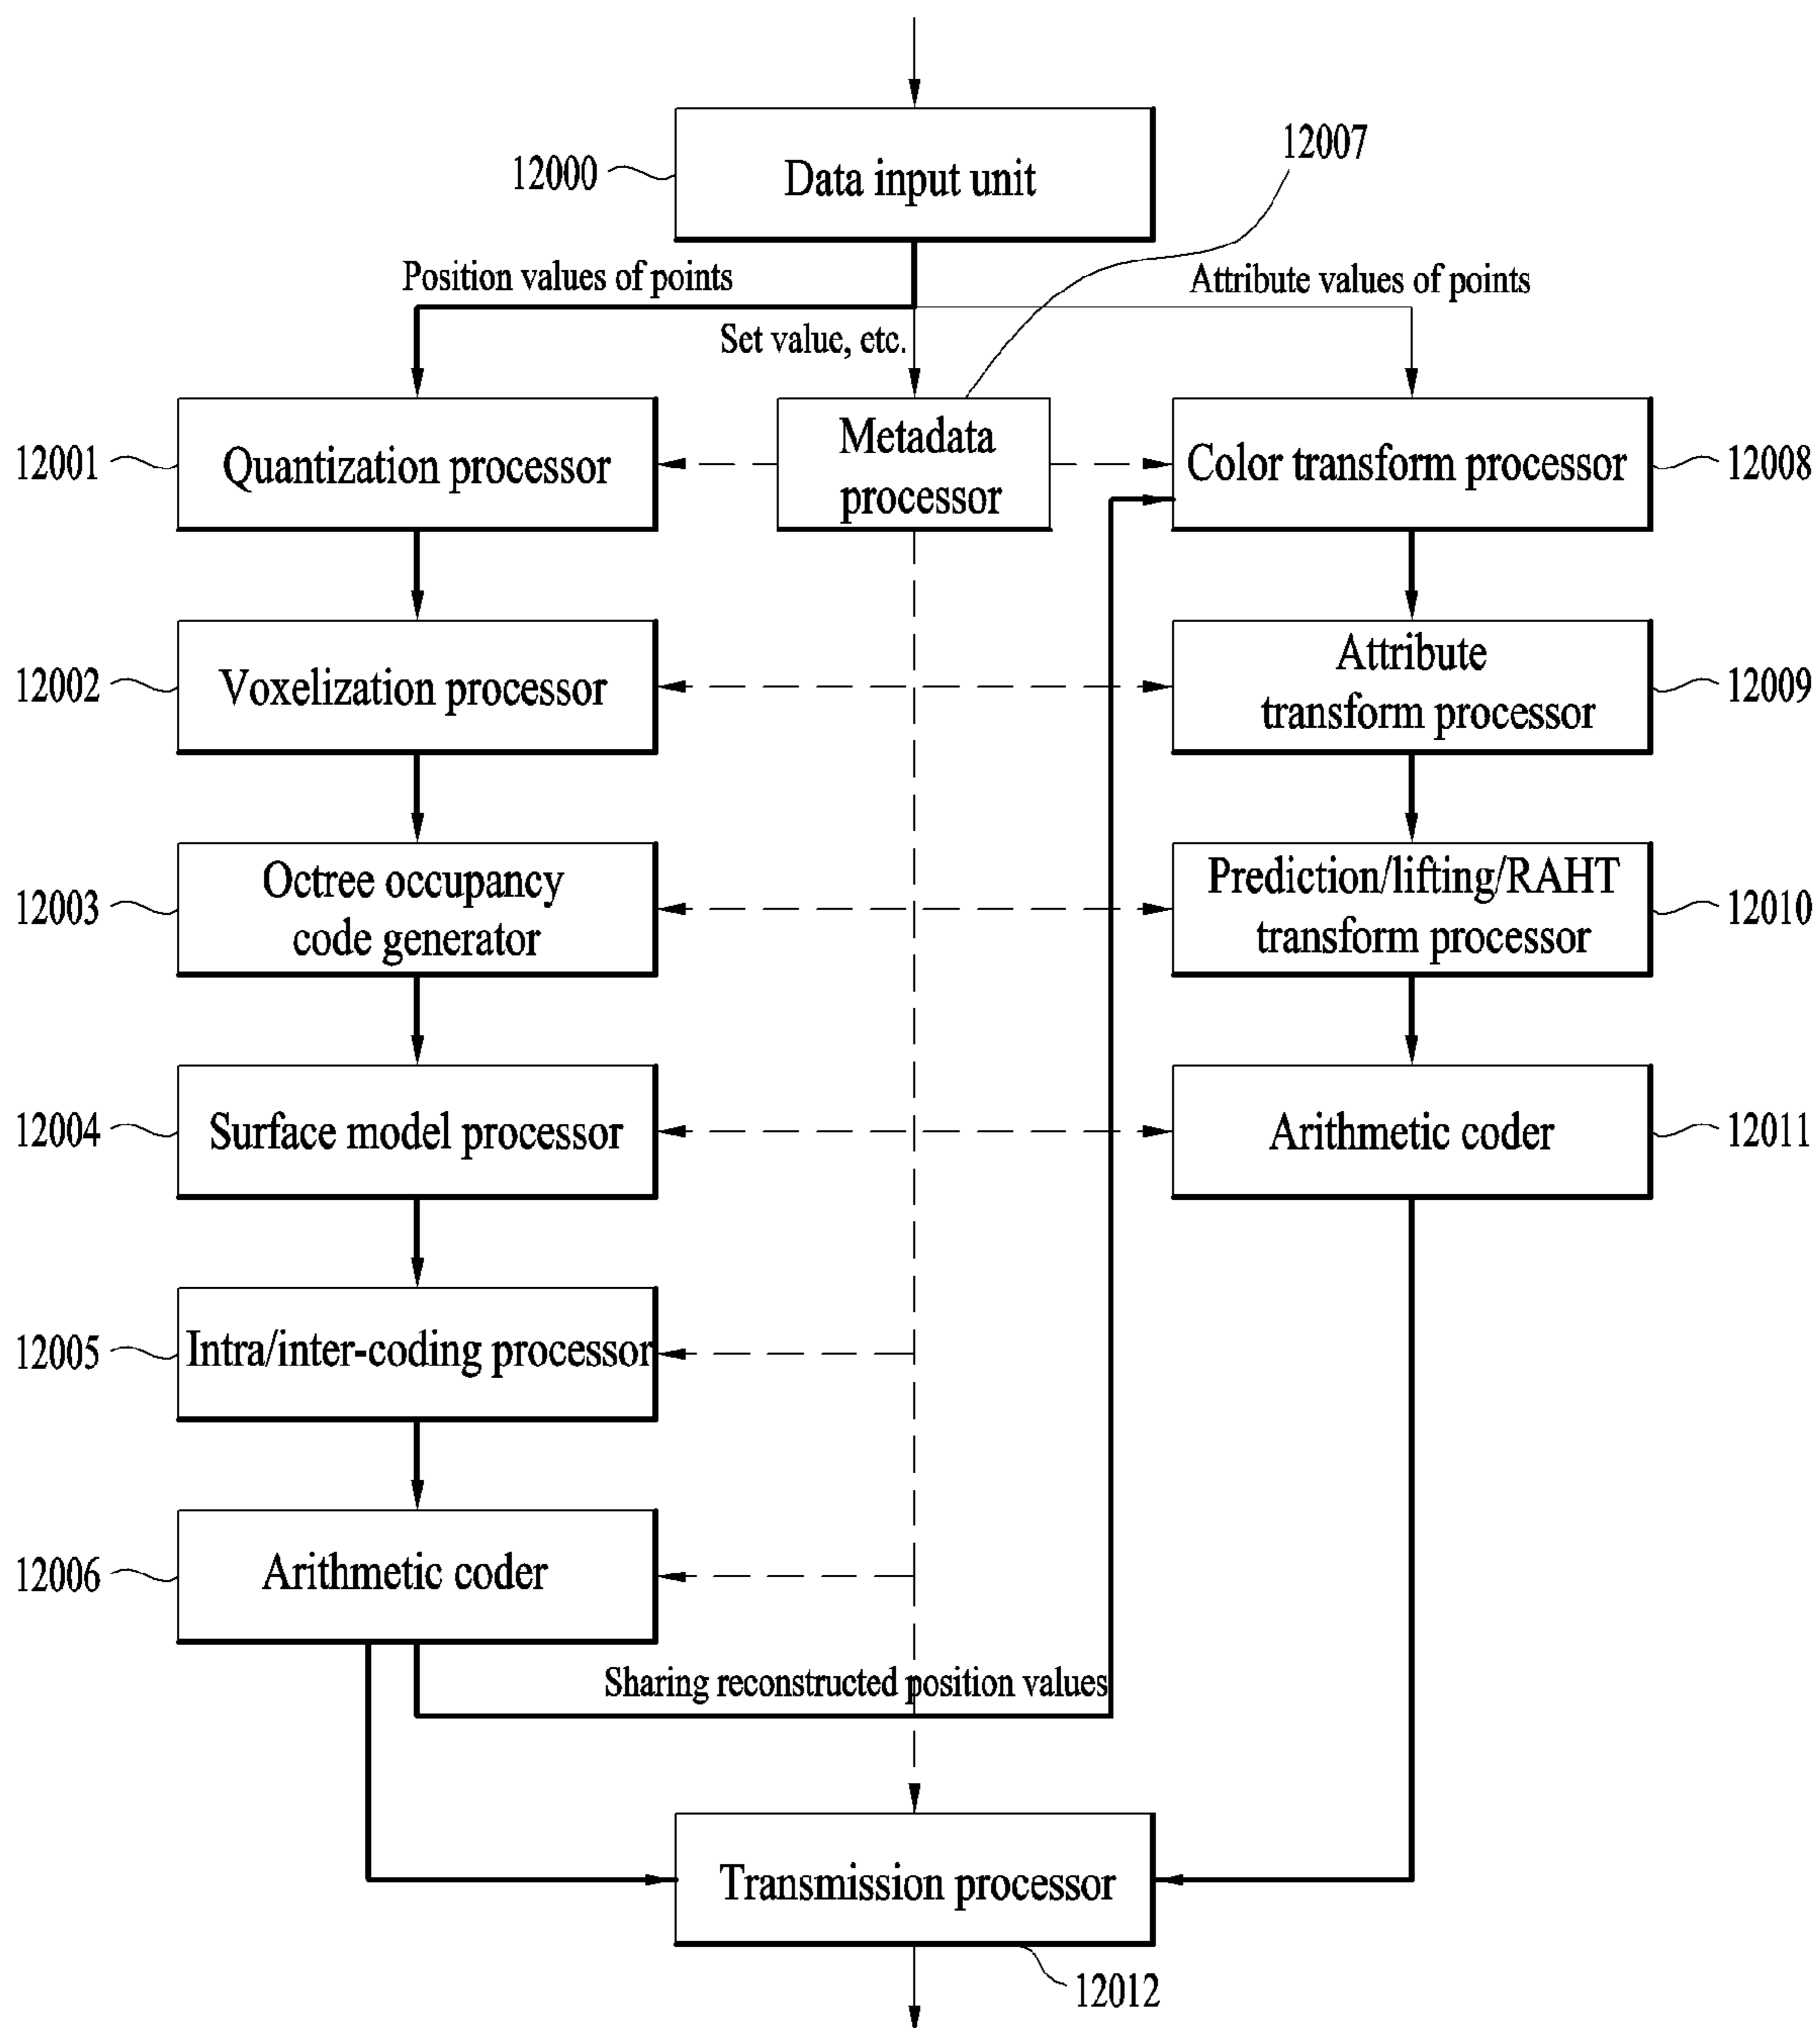 12007
12000
Data input unit
Position values of points
Attribute values of points
Set value, etc.
12001
Quantization processor
Metadata
processor
Color transform processor
12008
12002
Voxelization processor
Attribute
transform processor
12009
12003
Octree occupancy
code generator
Prediction/lifting/RAHT
transform processor
12010
12004
Surface model processor
Arithmetic coder
12011
12005
Intra/inter-coding processor
12006
Arithmetic coder
Sharing reconstructed position values
Transmission processor
12012